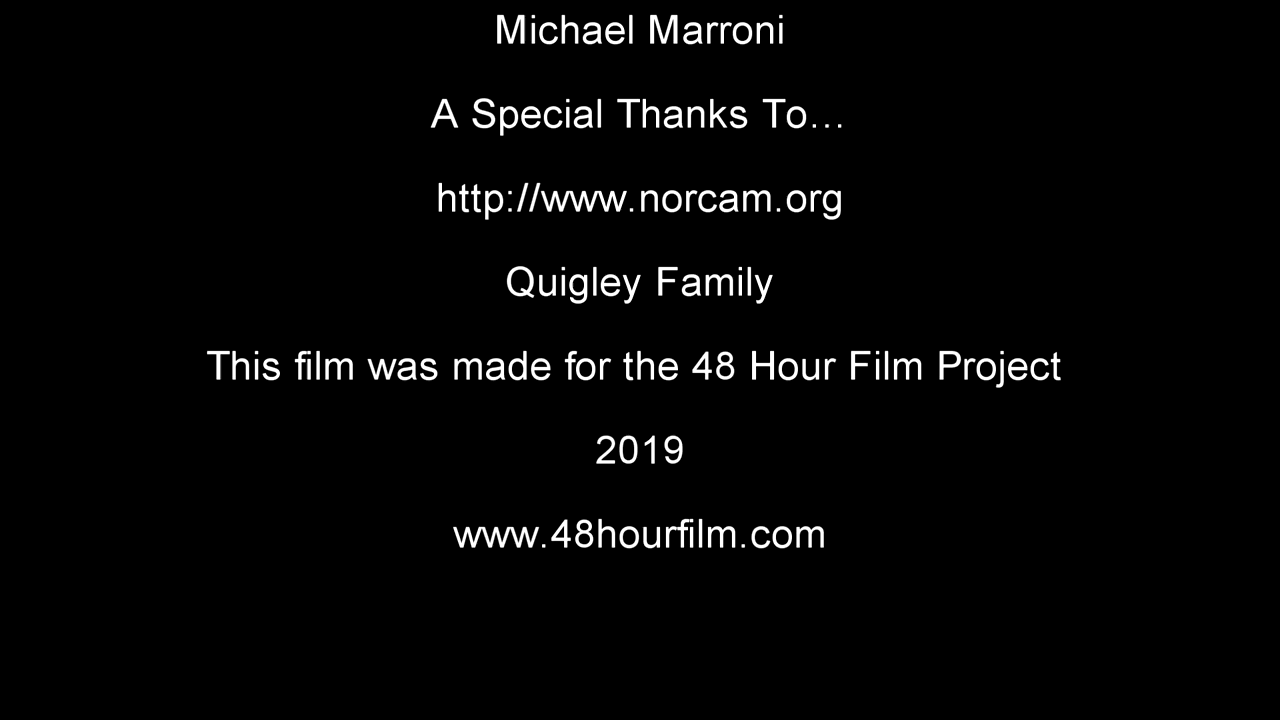 Michael Marroni
A Special Thanks To…
http://www.norcam.org
Quigley Family
This film was made for the 48 Hour Film Project
2019
www.48hourfilm.com